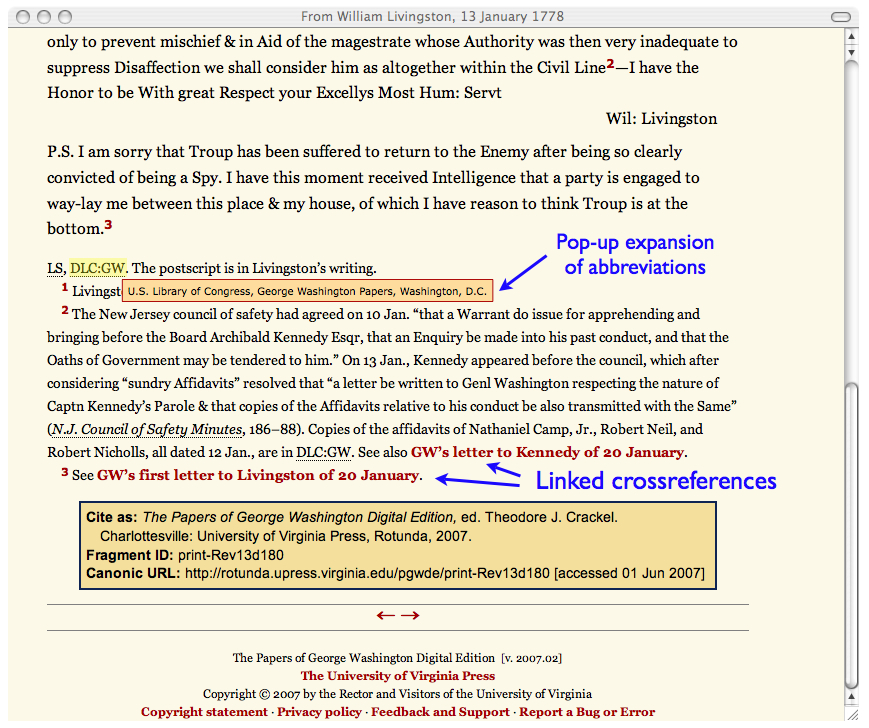 From William Livingston, 13 January 1778
only to prevent mischief & in Aid of the magestrate whose Authority was then very inadequate to
suppress Disaffection we shall consider him as altogether within the Civil Line2—I have the
Honor to be With great Respect your Excellys Most Hum: Servt
Wil: Livingston
P.S. I am sorry that Troup has been suffered to return to the Enemy after being so clearly
convicted of being a Spy. I have this moment received Intelligence that a party is engaged to
way-lay me between this place & my house, of which I have reason to think Troup is at the
bottom.3
Pop-up expansion
of abbreviations
LS, DLC:GW. The postscript is in Livingston's writing.
1 Livingst
U.S. Library of Congress, George Washington Papers, Washington, D.C.
2 The New Jersey council of safety had agreed on 10 Jan. "that a Warrant do issue for apprehending and
bringing before the Board Archibald Kennedy Esqr, that an Enquiry be made into his past conduct, and that the
Oaths of Government may be tendered to him." On 13 Jan., Kennedy appeared before the council, which after
considering "sundry Affidavits" resolved that "a letter be written to Genl Washington respecting the nature of
Captn Kennedy's Parole & that copies of the Affidavits relative to his conduct be also transmitted with the Same"
(N.J. Council of Safety Minutes, 186–88). Copies of the affidavits of Nathaniel Camp, Jr., Robert Neil, and
Robert Nicholls, all dated 12 Jan., are in DLC:GW. See also GW's letter to Kennedy of 20 January.
3 See GW's first letter to Livingston of 20 January.
Linked crossreferences
Cite as: The Papers of George Washington Digital Edition, ed. Theodore J. Crackel.
Charlottesville: University of Virginia Press, Rotunda, 2007.
Fragment ID: print-Rev13d180
Canonic URL: http://rotunda.upress.virginia.edu/pgwde/print-Rev13d180 [accessed 01 Jun 2007]
← →
The Papers of George Washington Digital Edition [v. 2007.02]
The University of Virginia Press
Copyright © 2007 by the Rector and Visitors of the University of Virginia
Copyright statement · Privacy policy · Feedback and Support · Report a Bug or Error